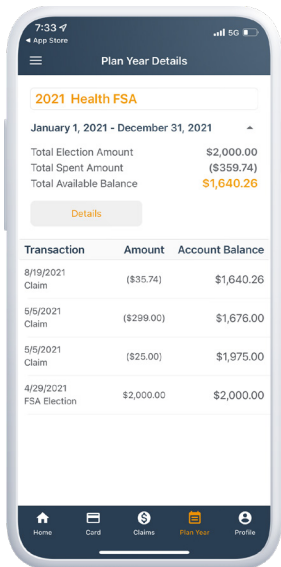 7:33
5G
App Store
Plan Year Details
2021 Health FSA
January 1, 2021 - December 31, 2021
Total Election Amount $2,000.00
Total Spent Amount ($359.74)
Total Available Balance $1,640.26
Details
Transaction Amount Account Balance
8/19/2021
Claim ($35.74) $1,640.26
5/5/2021
Claim ($299.00) $1,676.00
5/5/2021
Claim ($25.00) $1,975.00
4/29/2021
FSA Election $2,000.00 $2,000.00
Home Card Claims Plan Year Profile